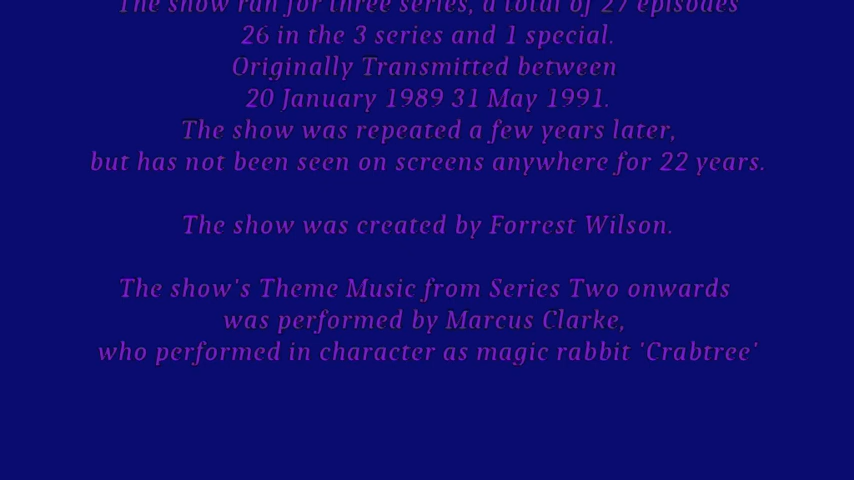 The show ran for three series, a total of 27 episodes
26 in the 3 series and 1 special.
Originally Transmitted between
20 January 1989 31 May 1991.
The show was repeated a few years later,
but has not been seen on screens anywhere for 22 years.
The show was created by Forrest Wilson.
The show's Theme Music from Series Two onwards
was performed by Marcus Clarke,
who performed in character as magic rabbit 'Crabtree'